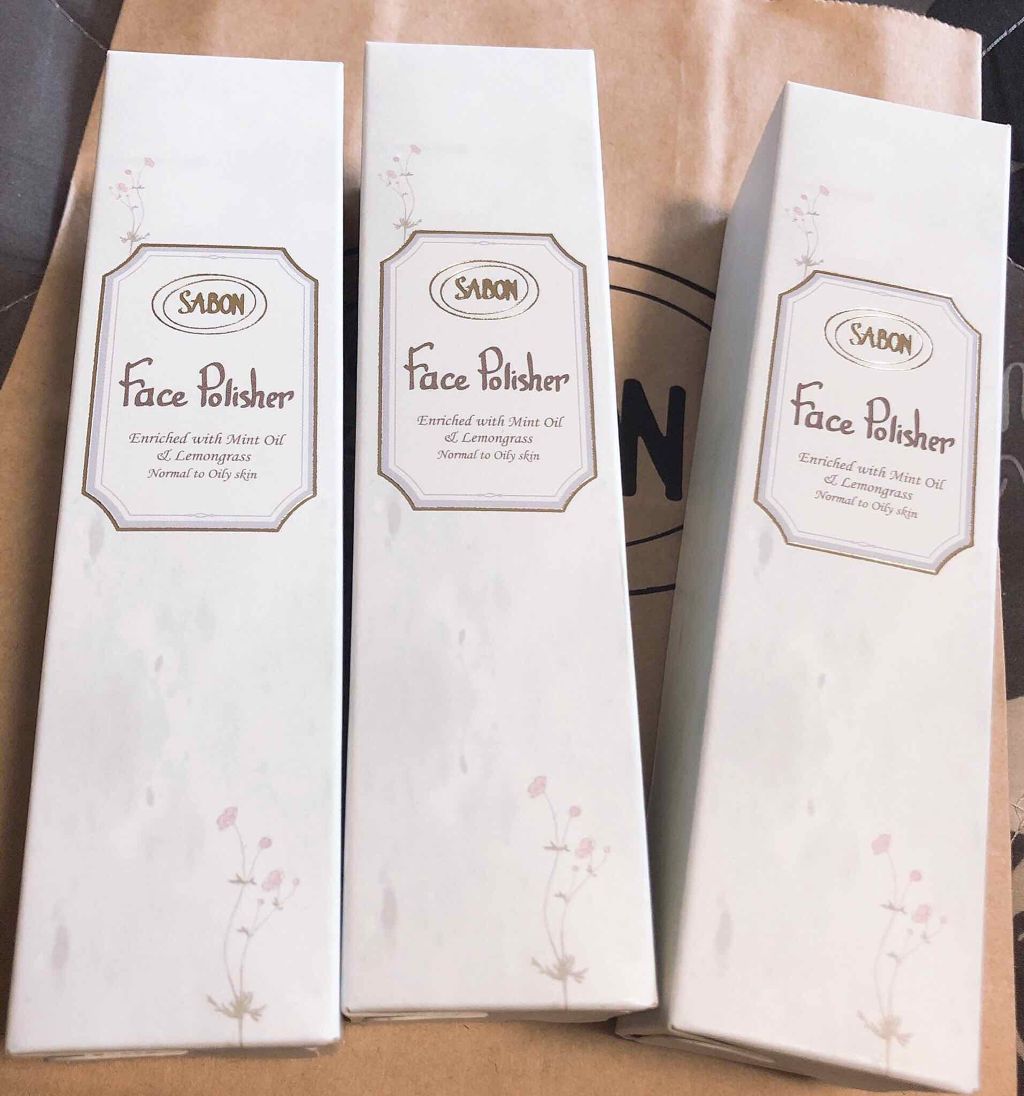 SABON
Face Polisher
Enriched with Mint Oil
& Lemongrass
Normal to Oily skin
SABON
Face Polisher
Enriched with Mint Oil
& Lemongrass
Normal to Oily skin
SABON
Face Polisher
Enriched with Mint Oil
& Lemongrass
Normal to Oily skin
N